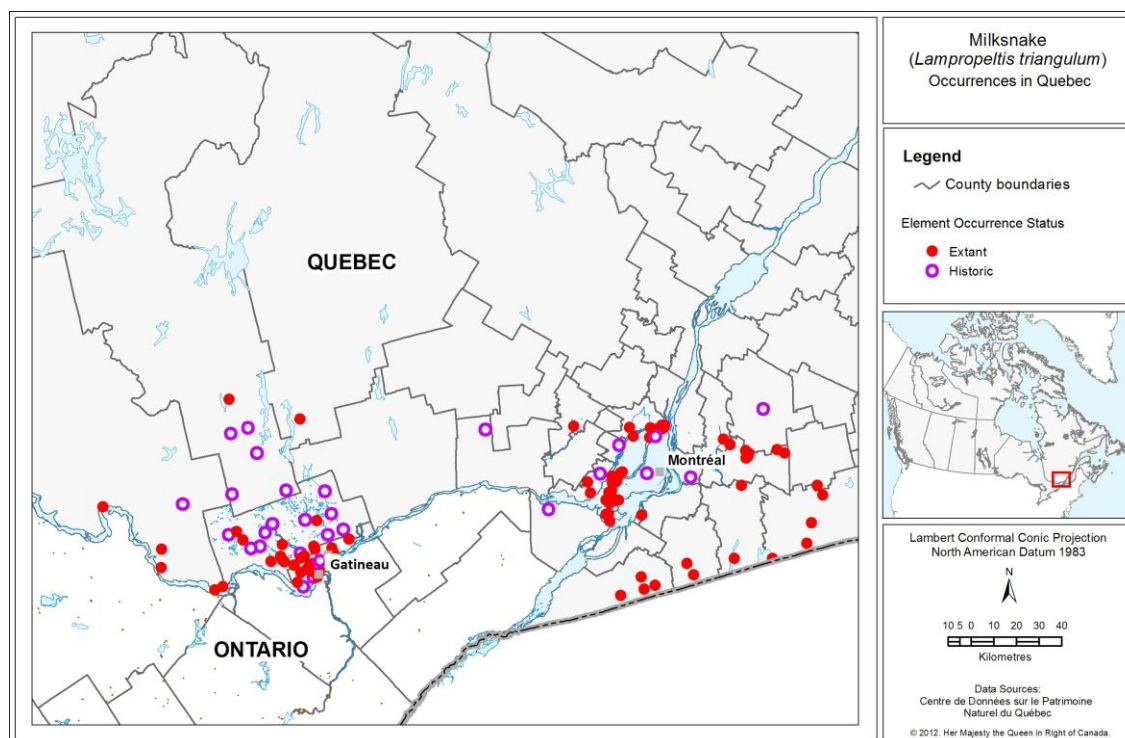 QUEBEC
Montréal
Gatineau
ONTARIO
Milksnake
(Lampropeltis triangulum)
Occurrences in Quebec
Legend
County boundaries
Element Occurrence Status
Extant
Historic
Lambert Conformal Conic Projection
North American Datum 1983
N
10 5 0 10 20 30 40
Kilometres
Data Sources:
Centre de Données sur le Patrimoine
Naturel du Québec
© 2012. Her Majesty the Queen in Right of Canada.